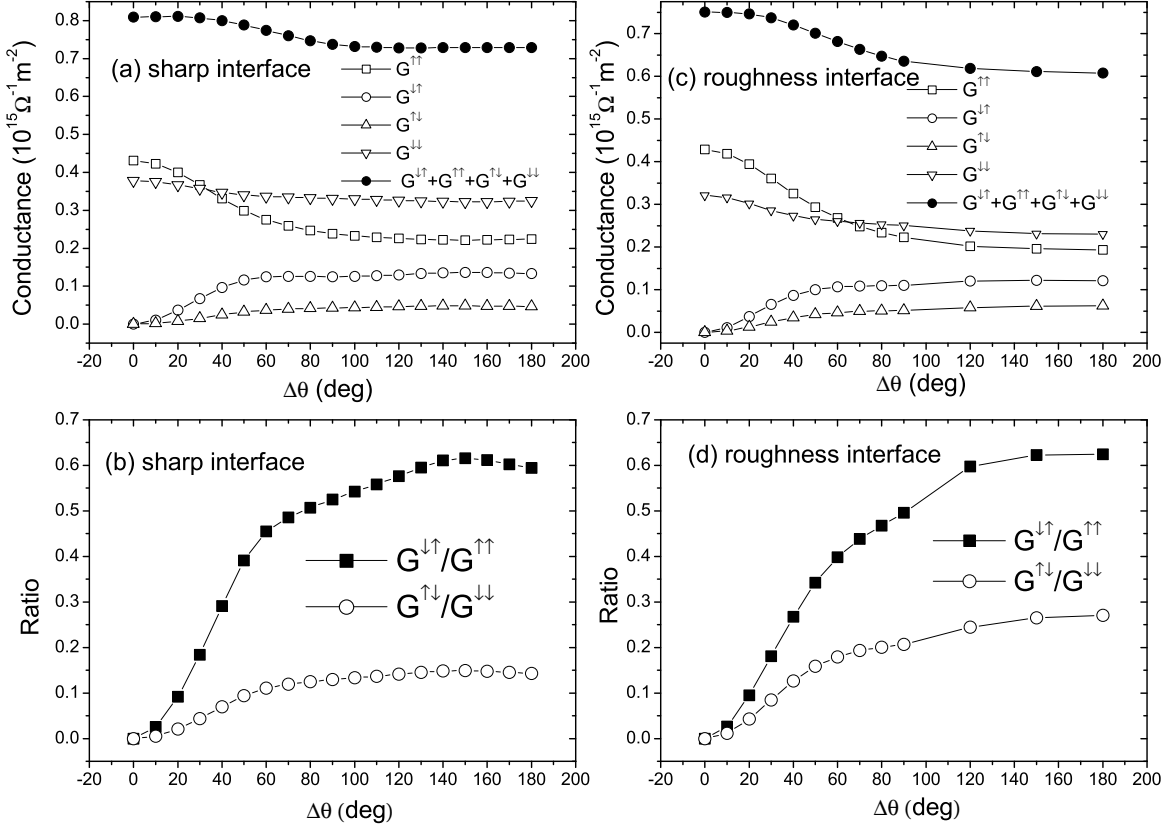 0.8
0.7
0.6
0.5
0.4
0.3
0.2
0.1
0.0
Conductance (10¹⁵Ω⁻¹m⁻²)
(a) sharp interface
G↑↑
G↓↑
G↑↓
G↓↓
G↓↑+G↑↑+G↑↓+G↓↓
-20 0 20 40 60 80 100 120 140 160 180 200
Δθ (deg)
0.7
0.6
0.5
0.4
0.3
0.2
0.1
0.0
Conductance (10¹⁵Ω⁻¹m⁻²)
(c) roughness interface
G↑↑
G↓↑
G↑↓
G↓↓
G↓↑+G↑↑+G↑↓+G↓↓
-20 0 20 40 60 80 100 120 140 160 180 200
Δθ (deg)
0.7
0.6
0.5
0.4
0.3
0.2
0.1
0.0
Ratio
(b) sharp interface
G↓↑/G↑↑
G↑↓/G↓↓
-20 0 20 40 60 80 100 120 140 160 180 200
Δθ (deg)
0.7
0.6
0.5
0.4
0.3
0.2
0.1
0.0
Ratio
(d) roughness interface
G↓↑/G↑↑
G↑↓/G↓↓
-20 0 20 40 60 80 100 120 140 160 180 200
Δθ (deg)